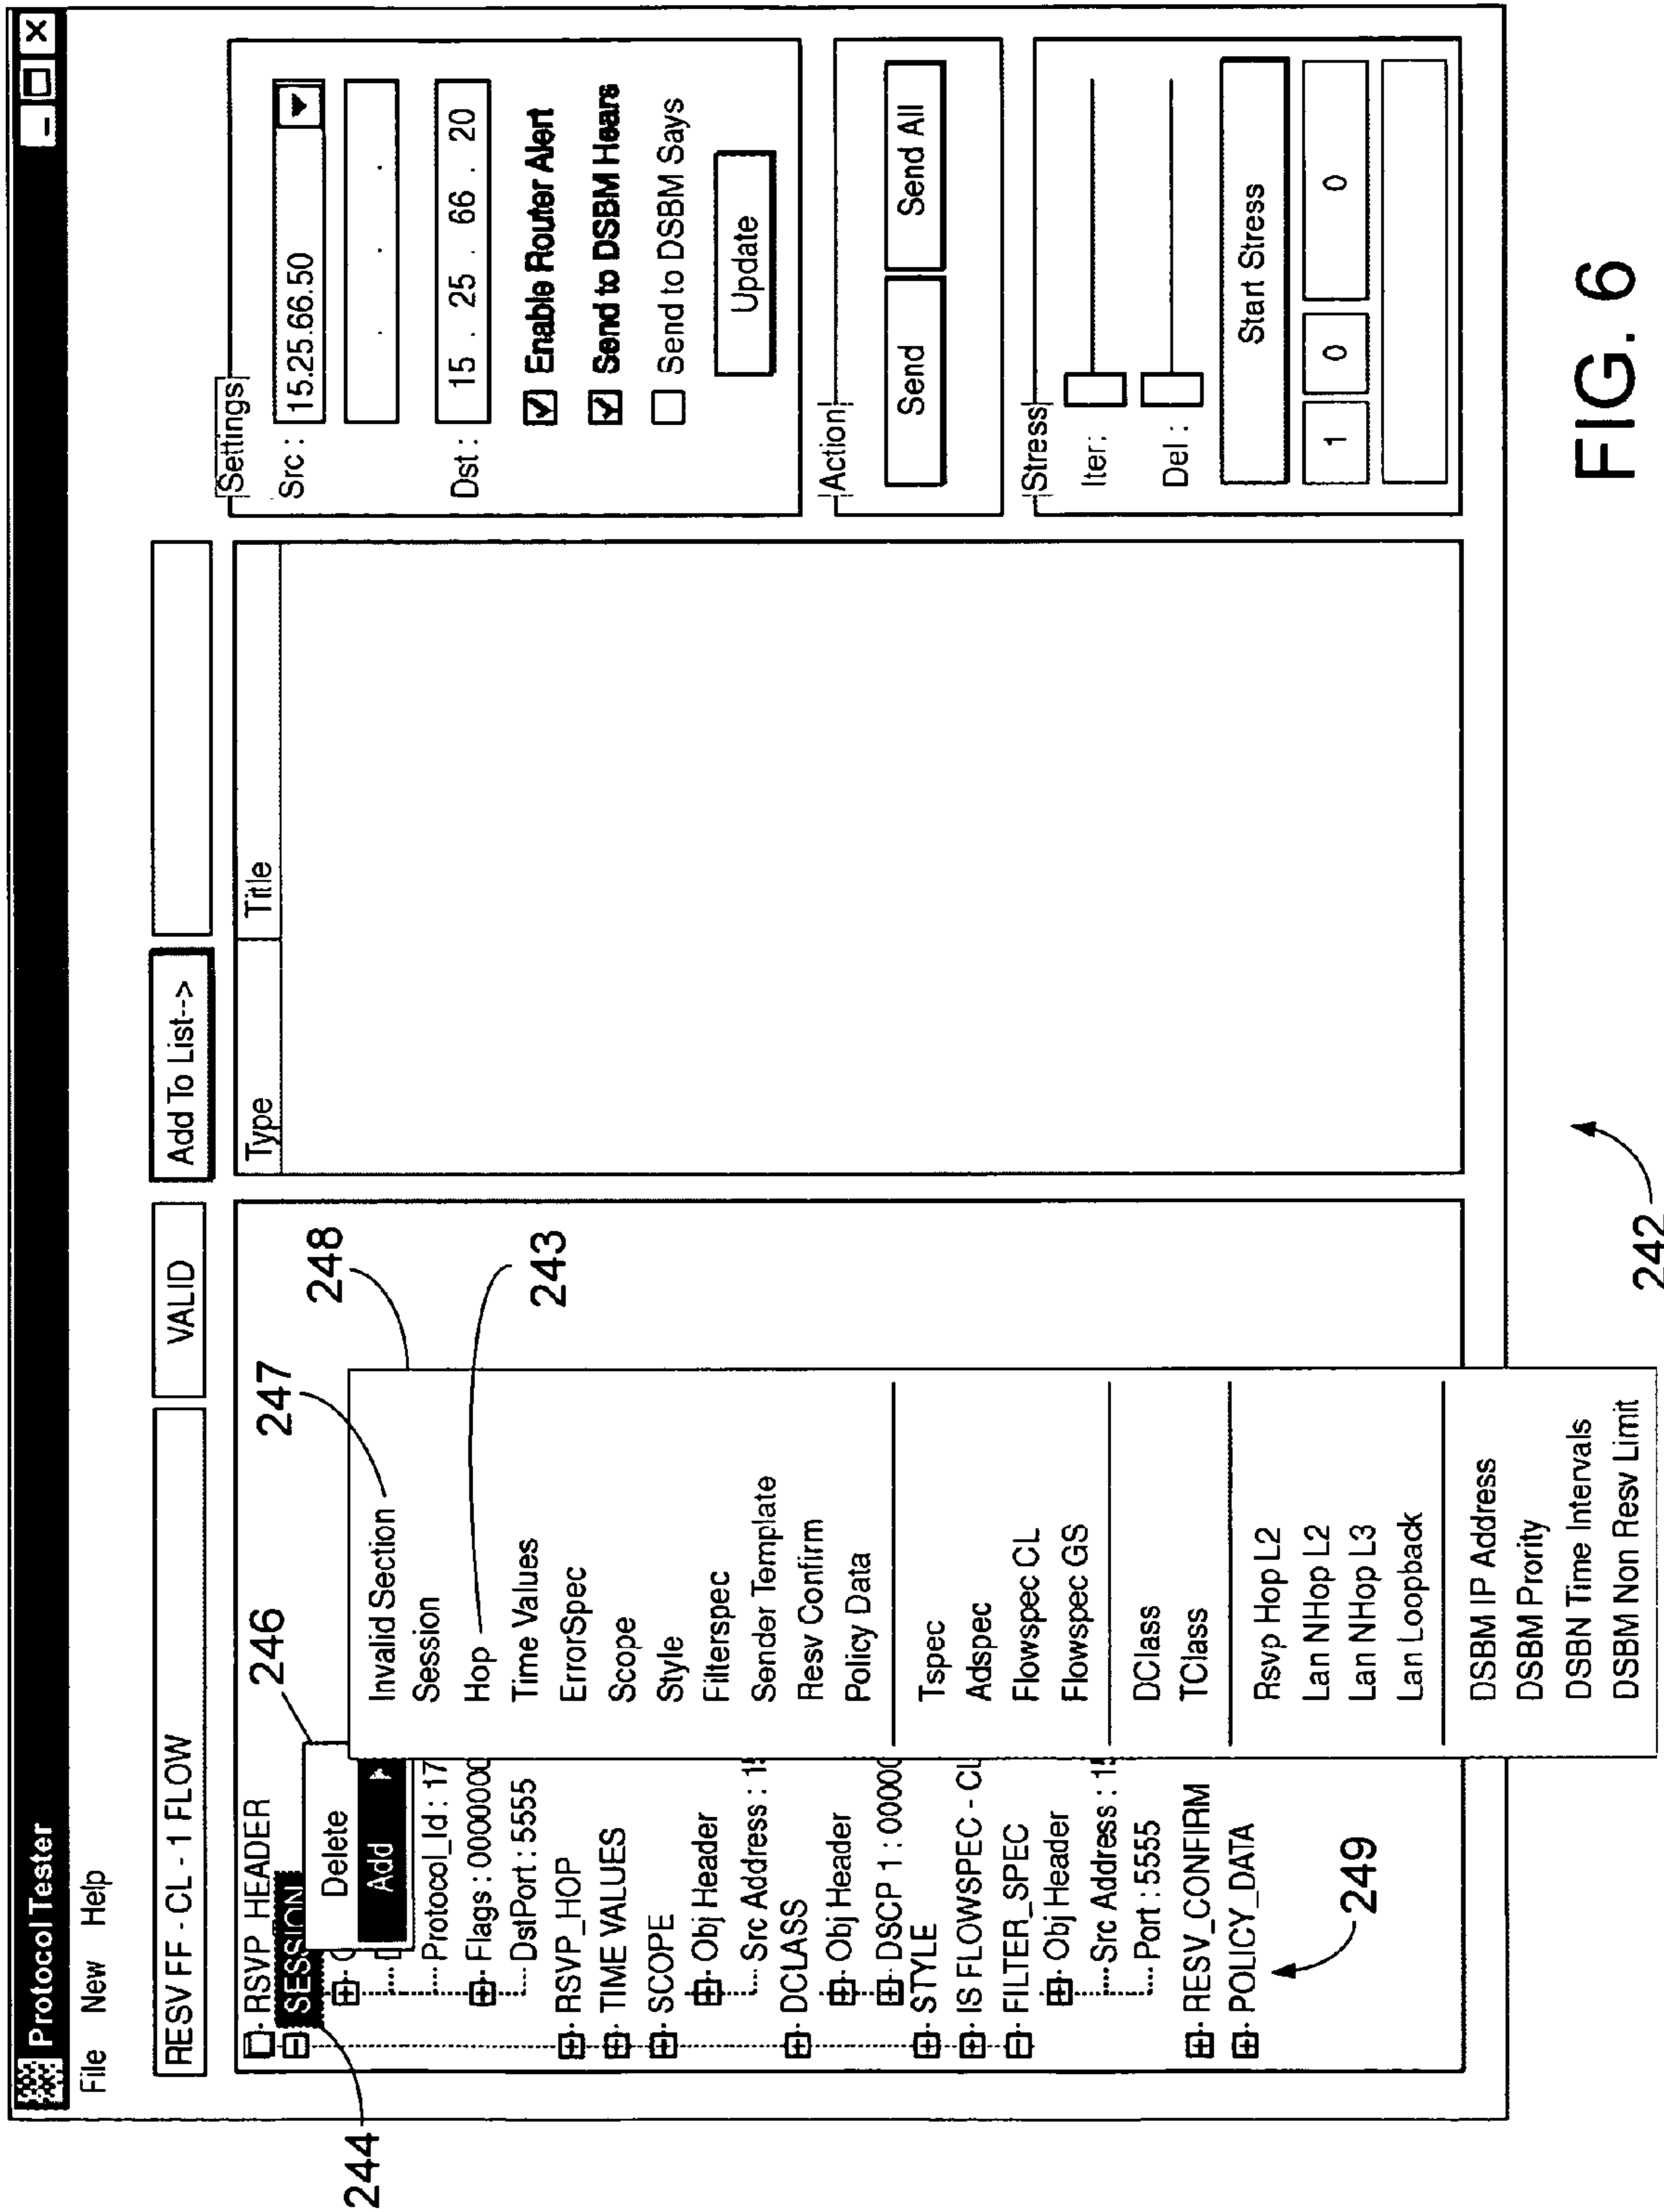 Protocol Tester
File New Help
RESV FF - CL - 1 FLOW
VALID
Add To List-->
RSVP_HEADER
SESSION
Delete
Add
Protocol_Id : 17
Flags : 0000000
DstPort : 5555
RSVP_HOP
TIME VALUES
SCOPE
Obj Header
Src Address : 15
DCLASS
Obj Header
DSCP 1 : 00000
STYLE
IS FLOWSPEC - CL
FILTER_SPEC
Obj Header
Src Address : 15
Port : 5555
RESV_CONFIRM
POLICY_DATA
Invalid Section
Session
Hop
Time Values
ErrorSpec
Scope
Style
Filterspec
Sender Template
Resv Confirm
Policy Data
Tspec
Adspec
Flowspec CL
Flowspec GS
DClass
TClass
Rsvp Hop L2
Lan NHop L2
Lan NHop L3
Lan Loopback
DSBM IP Address
DSBM Prority
DSBN Time Intervals
DSBM Non Resv Limit
Type Title
Settings
Src : 15.25.66.50
. . .
Dst : 15 . 25 . 66 . 20
Enable Router Alert
Send to DSBM Hears
Send to DSBM Says
Update
Action
Send Send All
Stress
Iter:
Del :
Start Stress
1 0 0
244
246
247
248
243
249
242
FIG. 6